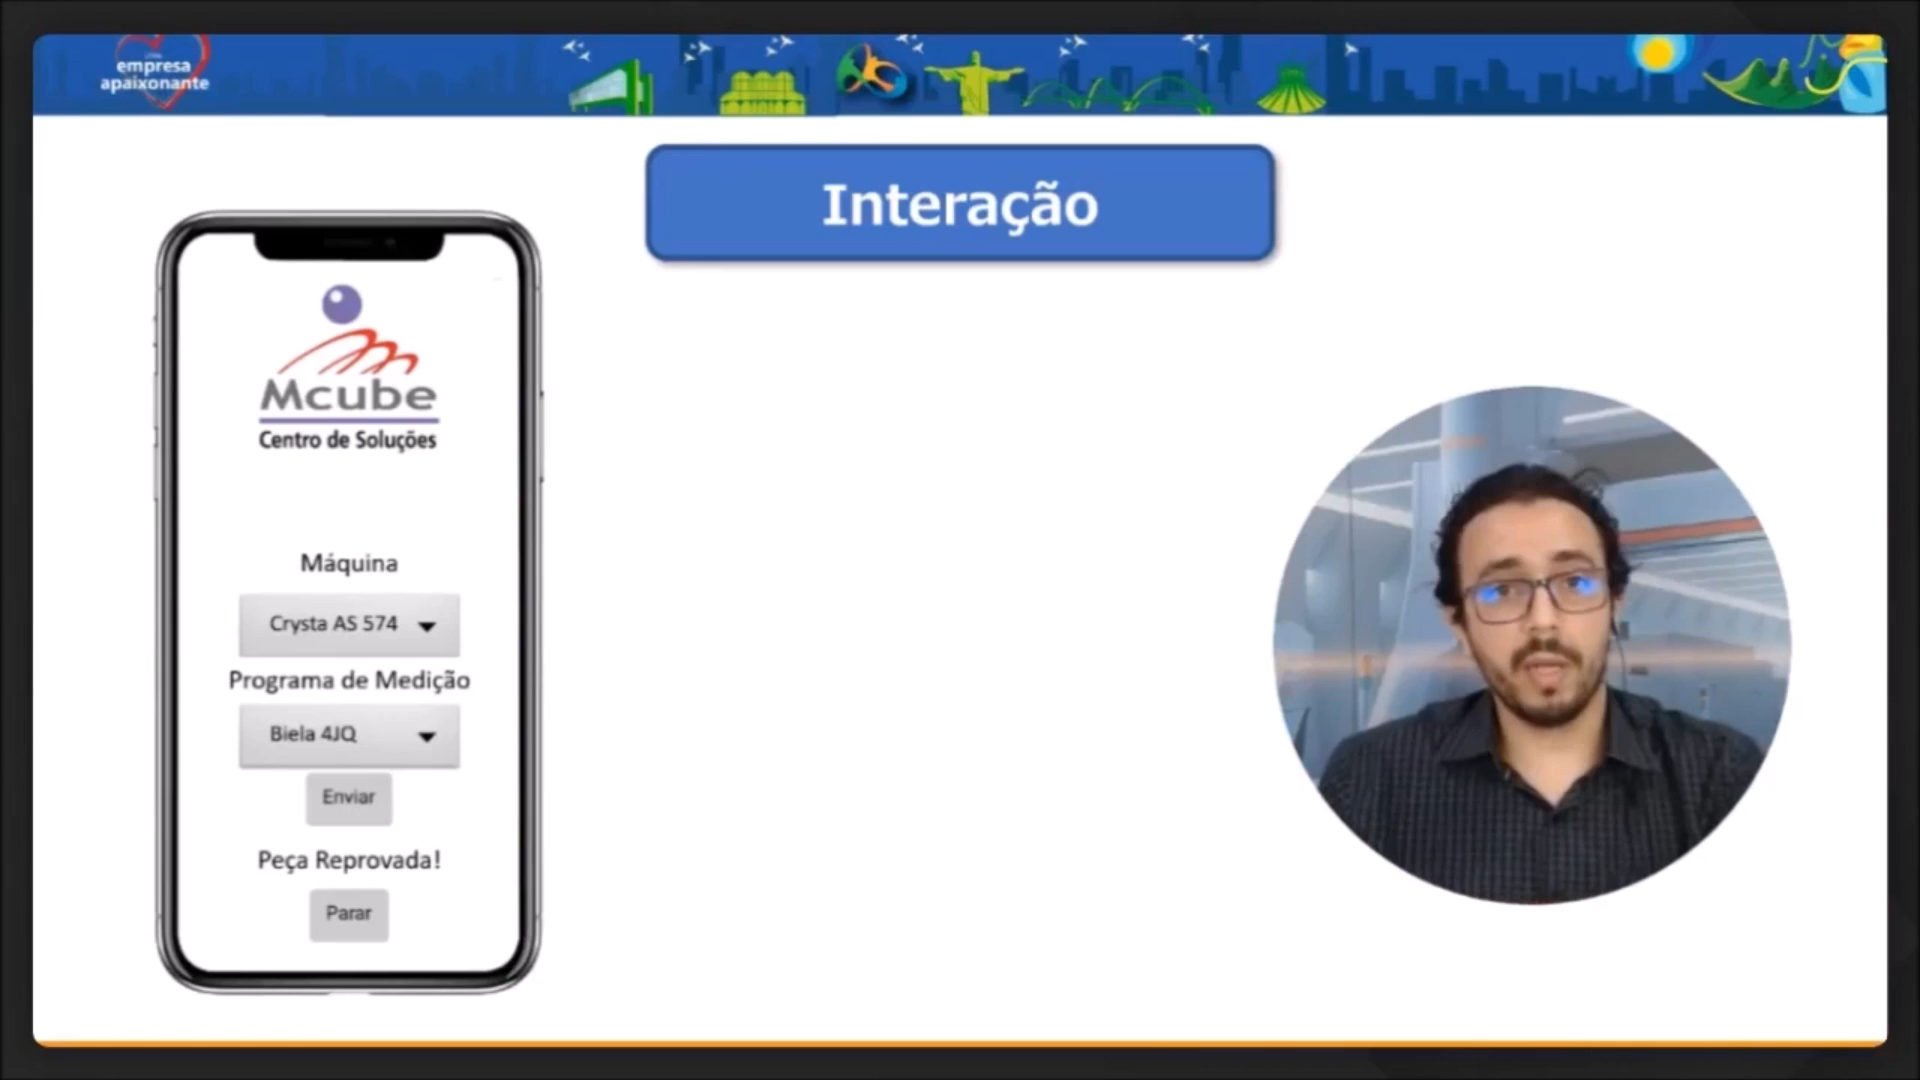 empresa
apaixonante
Interação
Mcube
Centro de Soluções
Máquina
Crysta AS 574
Programa de Medição
Biela 4JQ
Enviar
Peça Reprovada!
Parar